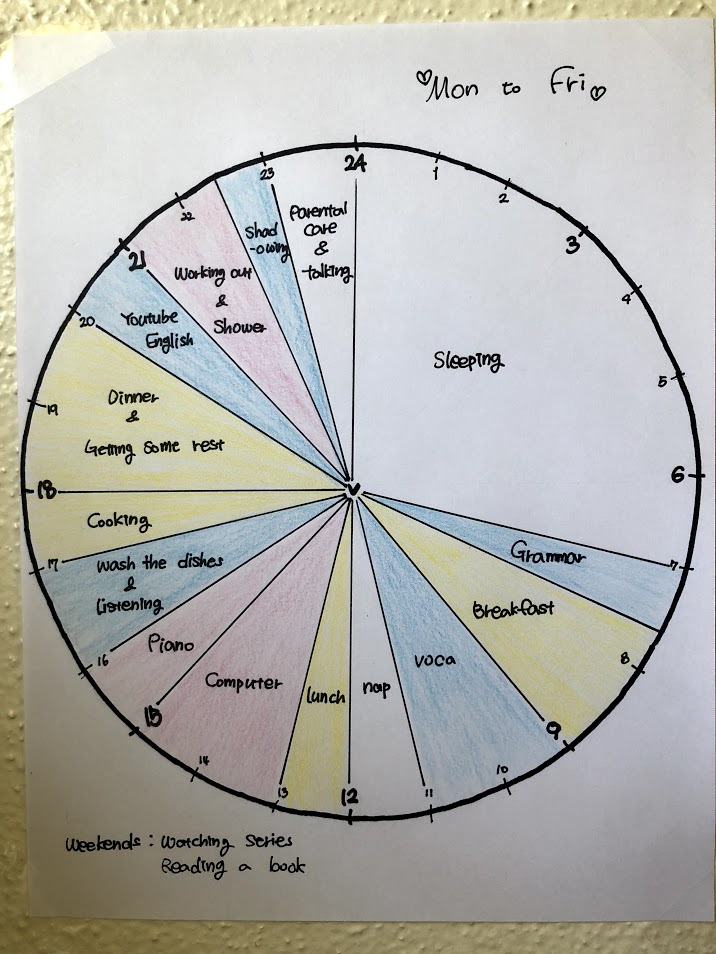 ♡Mon to Fri♡
24
1
2
3
4
5
6
7
8
9
10
11
12
13
14
15
16
17
18
19
20
21
22
23
Sleeping
Grammar
Breakfast
voca
nap
lunch
Computer
Piano
wash the dishes
&
Listening
Cooking
Dinner
&
Getting some rest
Youtube
English
Working out
&
Shower
Shad
-owing
Parental
care
&
talking
Weekends : Watching series
Reading a book